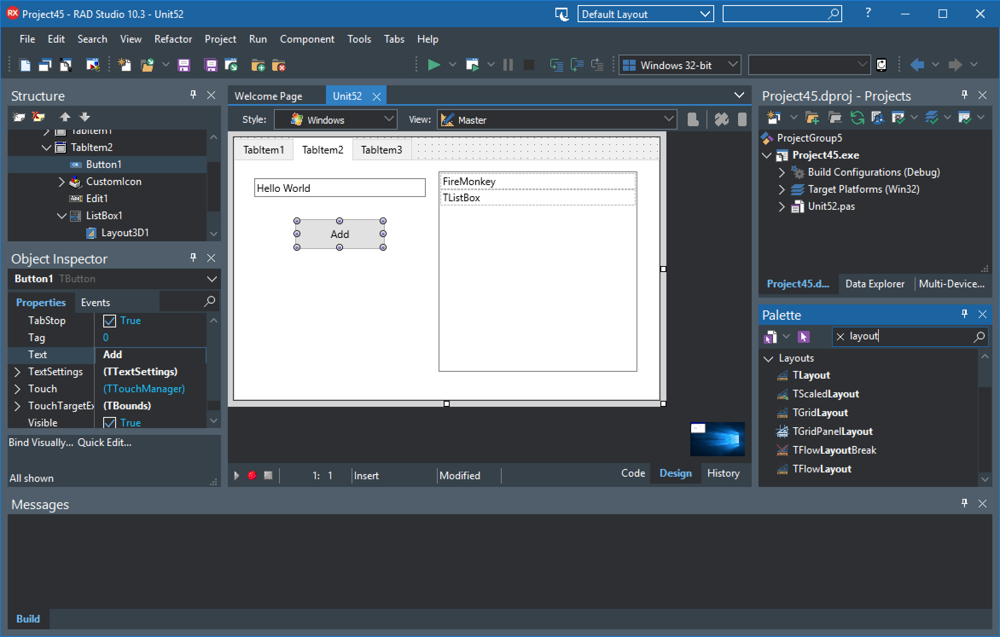 RX Project45 - RAD Studio 10.3 - Unit52
Default Layout
?
File Edit Search View Refactor Project Run Component Tools Tabs Help
Windows 32-bit
Structure
TabItem1
TabItem2
Button1
CustomIcon
Edit1
ListBox1
Layout3D1
Object Inspector
Button1 TButton
Properties Events
TabStop True
Tag 0
Text Add
TextSettings (TTextSettings)
Touch (TTouchManager)
TouchTargetEx (TBounds)
Visible True
Bind Visually... Quick Edit...
All shown
Welcome Page Unit52
Style: Windows View: Master
TabItem1 TabItem2 TabItem3
Hello World
Add
FireMonkey
TListBox
1: 1 Insert Modified
Code Design History
Project45.dproj - Projects
ProjectGroup5
Project45.exe
Build Configurations (Debug)
Target Platforms (Win32)
Unit52.pas
Project45.d... Data Explorer Multi-Device...
Palette
layout
Layouts
TLayout
TScaledLayout
TGridLayout
TGridPanelLayout
TFlowLayoutBreak
TFlowLayout
Messages
Build